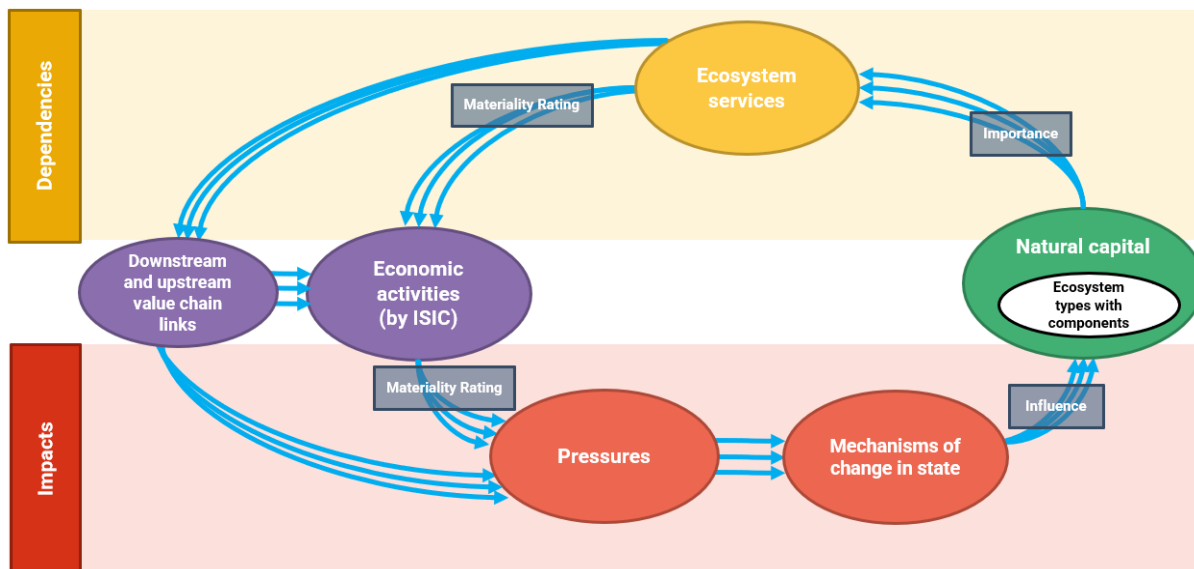 Dependencies
Ecosystem
services
Materiality Rating
Importance
Downstream
and upstream
value chain
links
Economic
activities
(by ISIC)
Natural capital
Ecosystem
types with
components
Impacts
Materiality Rating
Influence
Pressures
Mechanisms of
change in state